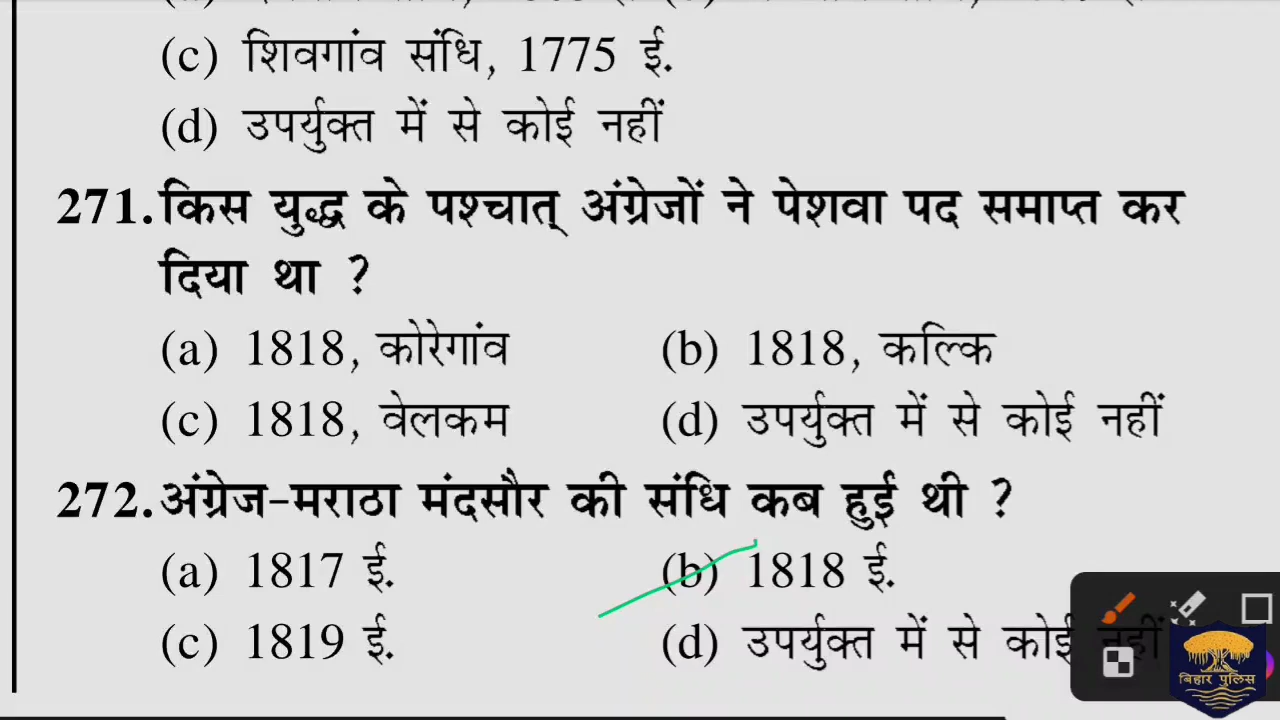 (c) शिवगांव संधि, 1775 ई.
(d) उपर्युक्त में से कोई नहीं
271. किस युद्ध के पश्चात् अंग्रेजों ने पेशवा पद समाप्त कर
दिया था ?
(a) 1818, कोरेगांव (b) 1818, कल्कि
(c) 1818, वेलकम (d) उपर्युक्त में से कोई नहीं
272. अंग्रेज-मराठा मंदसौर की संधि कब हुई थी ?
(a) 1817 ई. (b) 1818 ई.
(c) 1819 ई. (d) उपर्युक्त में से कोई नहीं
बिहार पुलिस